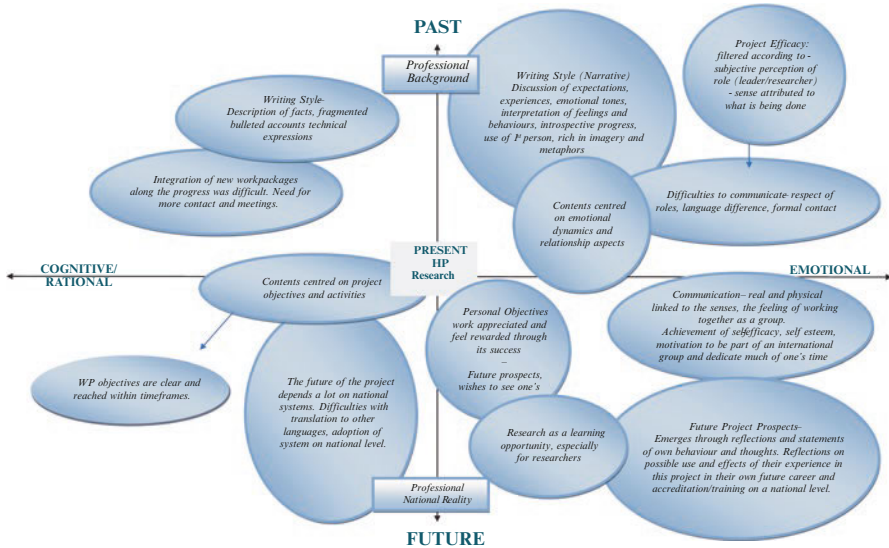 PAST
Professional
Background
Writing Style-
Description of facts, fragmented
bulleted accounts technical
expressions
Integration of new workpackages
along the progress was difficult. Need for
more contact and meetings.
Writing Style (Narrative)
Discussion of expectations,
experiences, emotional tones,
interpretation of feelings and
behaviours, introspective progress,
use of 1st person, rich in imagery and
metaphors
Project Efficacy:
filtered according to -
subjective perception of
role (leader/researcher)
- sense attributed to
what is being done
Difficulties to communicate- respect of
roles, language difference, formal contact
Contents centred
on emotional
dynamics and
relationship aspects
PRESENT
HP
Research
COGNITIVE/
RATIONAL
EMOTIONAL
Contents centred on project
objectives and activities
WP objectives are clear and
reached within timeframes.
The future of the project
depends a lot on national
systems. Difficulties with
translation to other
languages, adoption of
system on national level.
Personal Objectives
work appreciated and
feel rewarded through
its success
–
Future prospects,
wishes to see one's
Communication– real and physical
linked to the senses, the feeling of working
together as a group.
Achievement of self-efficacy, self esteem,
motivation to be part of an international
group and dedicate much of one's time
Research as a learning
opportunity, especially
for researchers
Future Project Prospects-
Emerges through reflections and statements
of own behaviour and thoughts. Reflections on
possible use and effects of their experience in
this project in their own future career and
accreditation/training on a national level.
Professional
National Reality
FUTURE